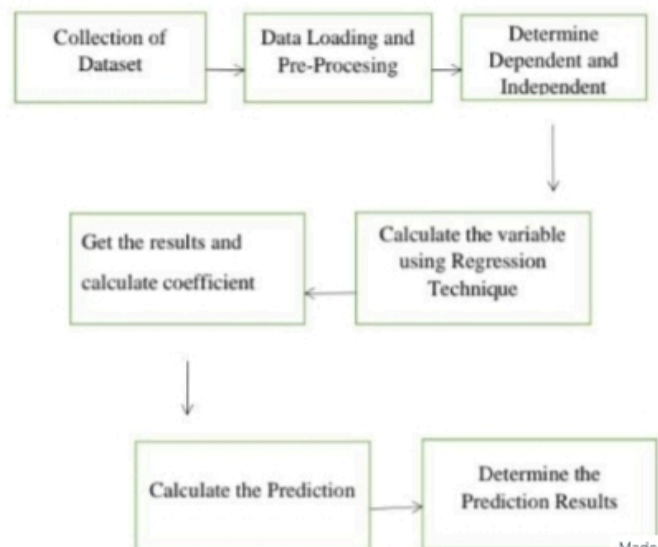 Collection of
Dataset
Data Loading and
Pre-Procesing
Determine
Dependent and
Independent
Calculate the variable
using Regression
Technique
Get the results and
calculate coefficient
Calculate the Prediction
Determine the
Prediction Results